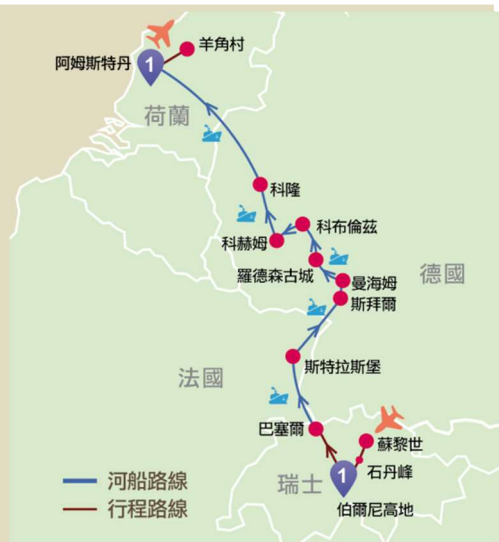 羊角村
阿姆斯特丹
1
荷蘭
科隆
科布倫茲
科赫姆
羅德森古城
德國
曼海姆
斯拜爾
斯特拉斯堡
法國
巴塞爾
蘇黎世
石丹峰
瑞士
1
伯爾尼高地
河船路線
行程路線